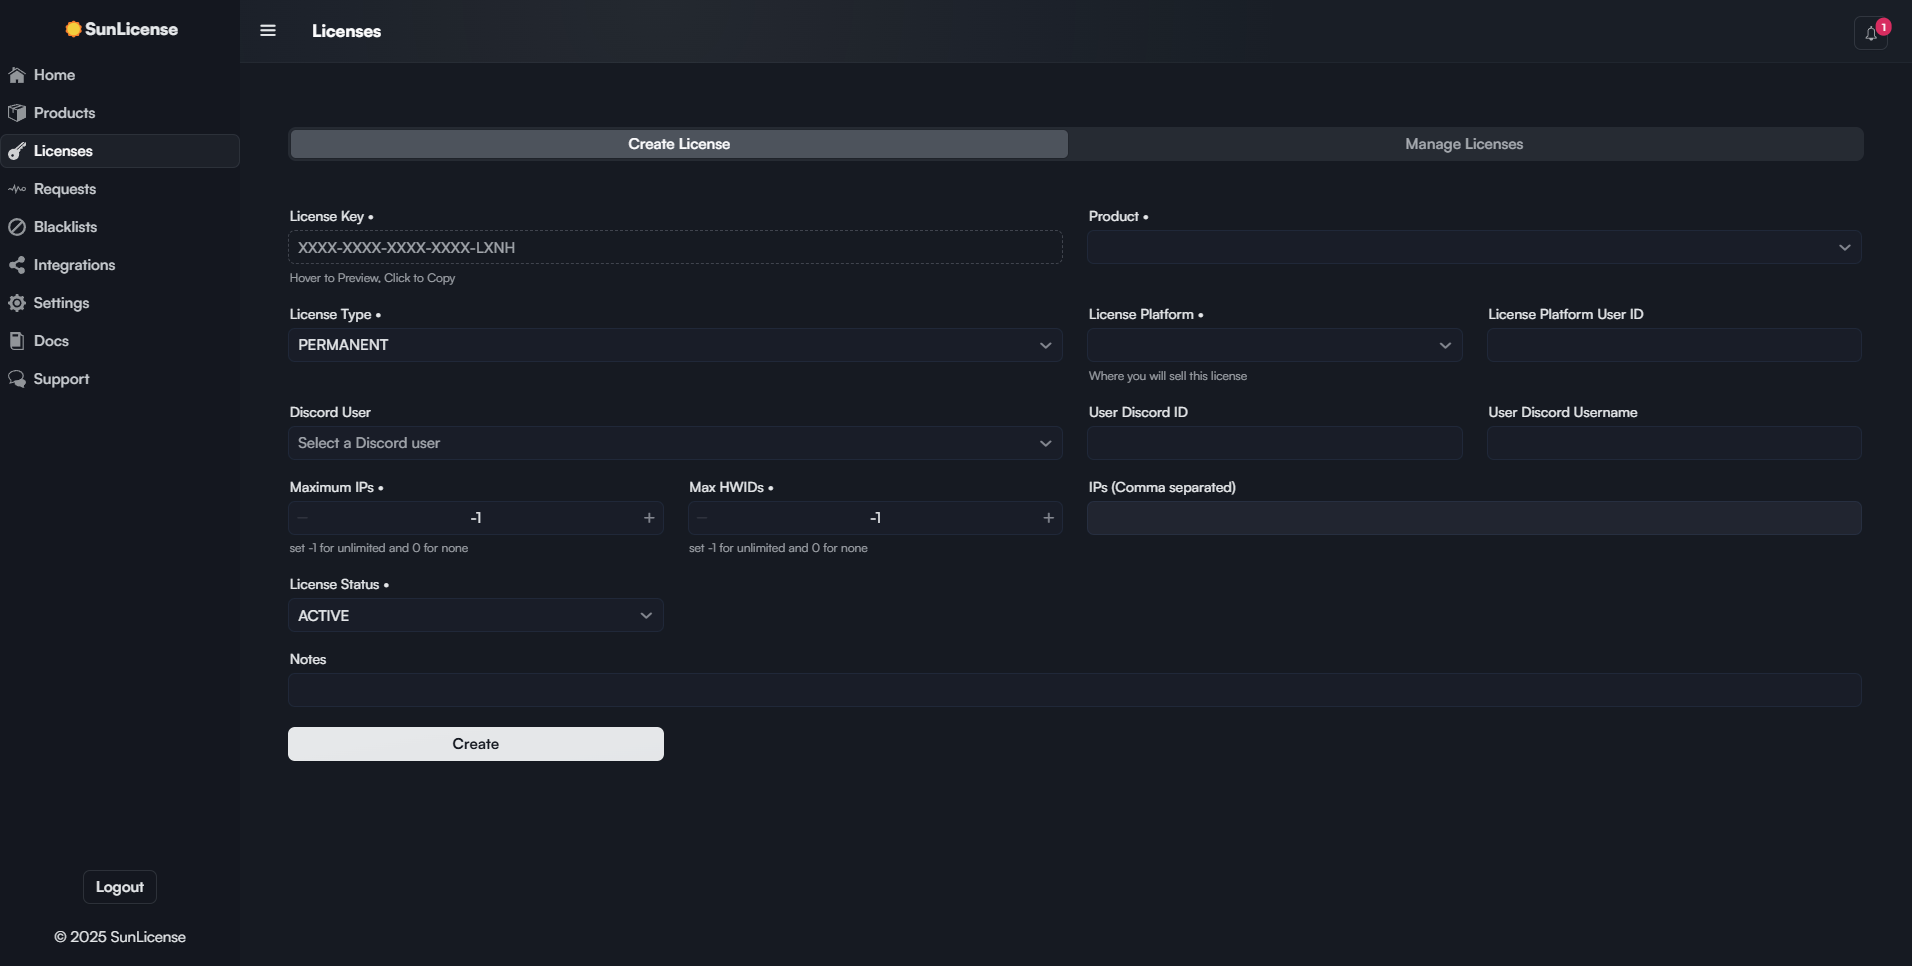 SunLicense
Licenses
1
Home
Products
Licenses
Requests
Blacklists
Integrations
Settings
Docs
Support
Create License
Manage Licenses
License Key •
Product •
XXXX-XXXX-XXXX-XXXX-LXNH
Hover to Preview, Click to Copy
License Type •
License Platform •
License Platform User ID
PERMANENT
Where you will sell this license
Discord User
User Discord ID
User Discord Username
Select a Discord user
Maximum IPs •
Max HWIDs •
IPs (Comma separated)
-1
-1
set -1 for unlimited and 0 for none
set -1 for unlimited and 0 for none
License Status •
ACTIVE
Notes
Create
Logout
© 2025 SunLicense